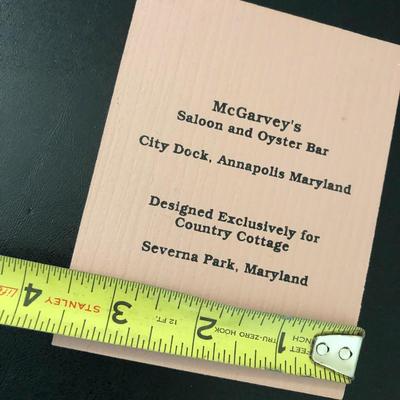 McGarvey's
Saloon and Oyster Bar
City Dock, Annapolis Maryland
Designed Exclusively for
Country Cottage
Severna Park, Maryland
4 STANLEY 3 12 FT. 2 TRU-ZERO HOOK 1